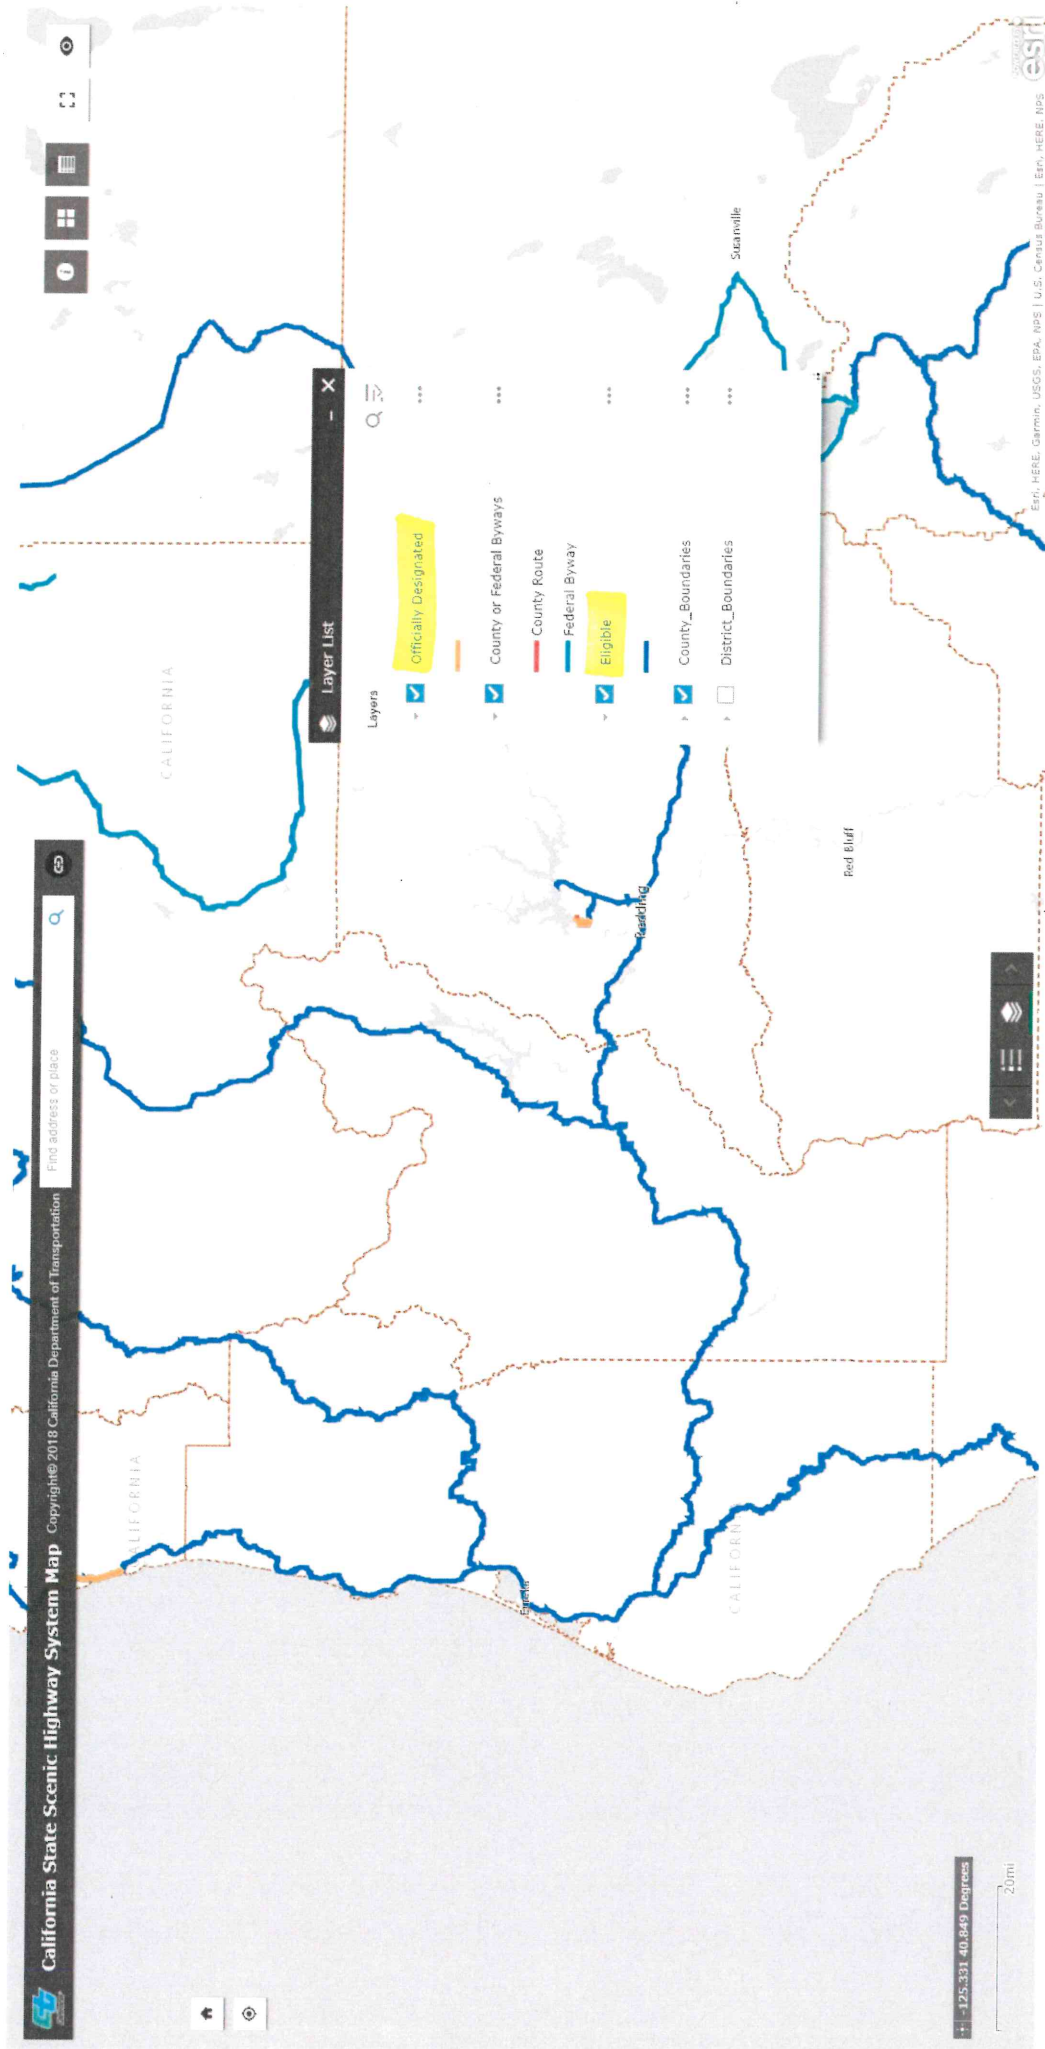 California State Scenic Highway System Map Copyright© 2018 California Department of Transportation
Find address or place
CALIFORNIA
CALIFORNIA
Layer List
Layers
Officially Designated
County or Federal Byways
County Route
Federal Byway
Eligible
County_Boundaries
District_Boundaries
Eureka
Redding
Susanville
CALIFORN
Red Bluff
-125.331 40.849 Degrees
20mi
Esri, HERE, Garmin, USGS, EPA, NPS | U.S. Census Bureau | Esri, HERE, NPS
esri